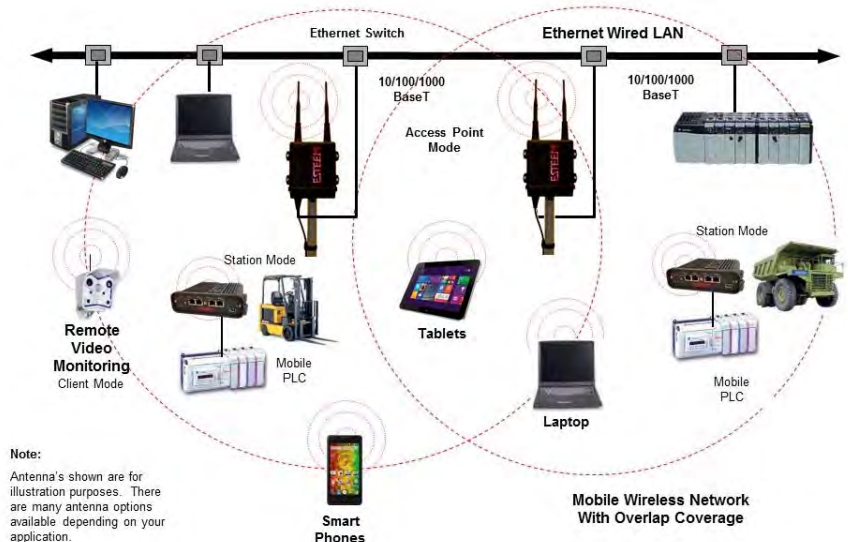 Ethernet Switch
Ethernet Wired LAN
10/100/1000
BaseT
10/100/1000
BaseT
Access Point
Mode
ESTEEM
ESTEEM
Station Mode
Station Mode
Remote
Video
Monitoring
Client Mode
Mobile
PLC
Tablets
Mobile
PLC
Laptop
Note:
Antenna's shown are for
illustration purposes. There
are many antenna options
available depending on your
application.
Smart
Phones
Mobile Wireless Network
With Overlap Coverage